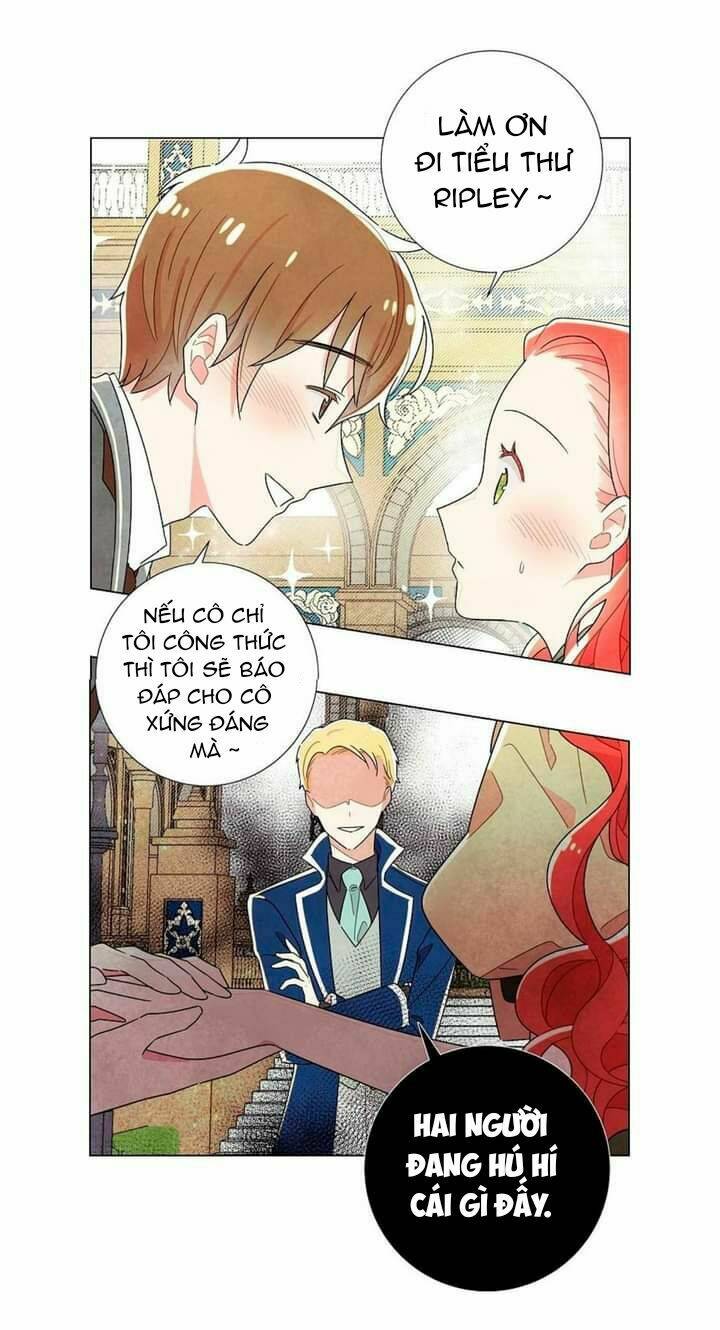 LÀM ƠN
ĐI TIỂU THƯ
RIPLEY ~
NẾU CÔ CHỈ
TÔI CÔNG THỨC
THÌ TÔI SẼ BÁO
ĐÁP CHO CÔ
XỨNG ĐÁNG
MÀ ~
HAI NGƯỜI
ĐANG HÚ HÍ
CÁI GÌ ĐẤY.